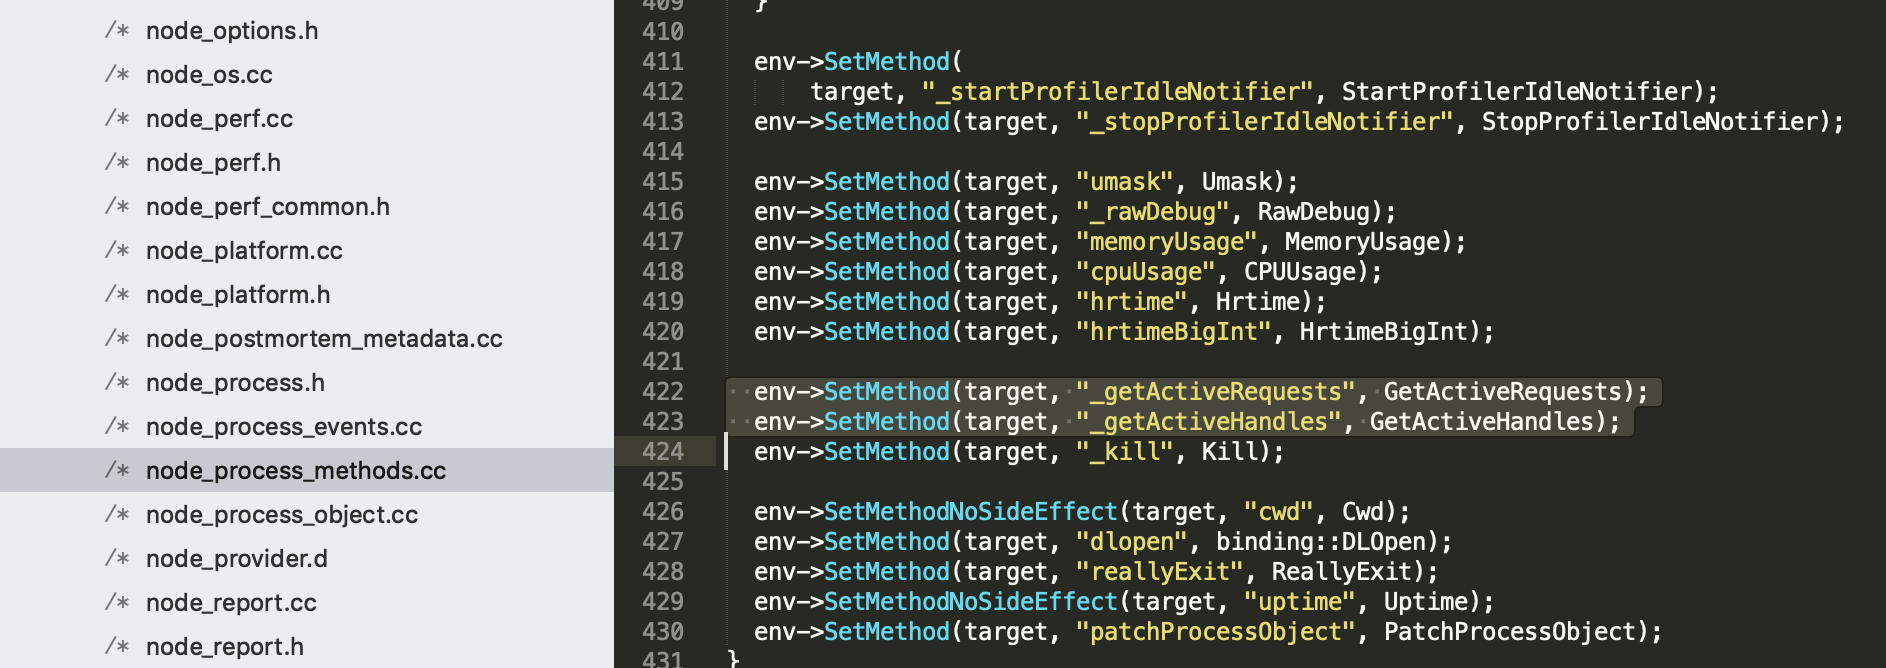 /* node_options.h
/* node_os.cc
/* node_perf.cc
/* node_perf.h
/* node_perf_common.h
/* node_platform.cc
/* node_platform.h
/* node_postmortem_metadata.cc
/* node_process.h
/* node_process_events.cc
/* node_process_methods.cc
/* node_process_object.cc
/* node_provider.d
/* node_report.cc
/* node_report.h
409 }
410
411 env->SetMethod(
412 target, "_startProfilerIdleNotifier", StartProfilerIdleNotifier);
413 env->SetMethod(target, "_stopProfilerIdleNotifier", StopProfilerIdleNotifier);
414
415 env->SetMethod(target, "umask", Umask);
416 env->SetMethod(target, "_rawDebug", RawDebug);
417 env->SetMethod(target, "memoryUsage", MemoryUsage);
418 env->SetMethod(target, "cpuUsage", CPUUsage);
419 env->SetMethod(target, "hrtime", Hrtime);
420 env->SetMethod(target, "hrtimeBigInt", HrtimeBigInt);
421
422 env->SetMethod(target, "_getActiveRequests", GetActiveRequests);
423 env->SetMethod(target, "_getActiveHandles", GetActiveHandles);
424 env->SetMethod(target, "_kill", Kill);
425
426 env->SetMethodNoSideEffect(target, "cwd", Cwd);
427 env->SetMethod(target, "dlopen", binding::DLOpen);
428 env->SetMethod(target, "reallyExit", ReallyExit);
429 env->SetMethodNoSideEffect(target, "uptime", Uptime);
430 env->SetMethod(target, "patchProcessObject", PatchProcessObject);
431 }